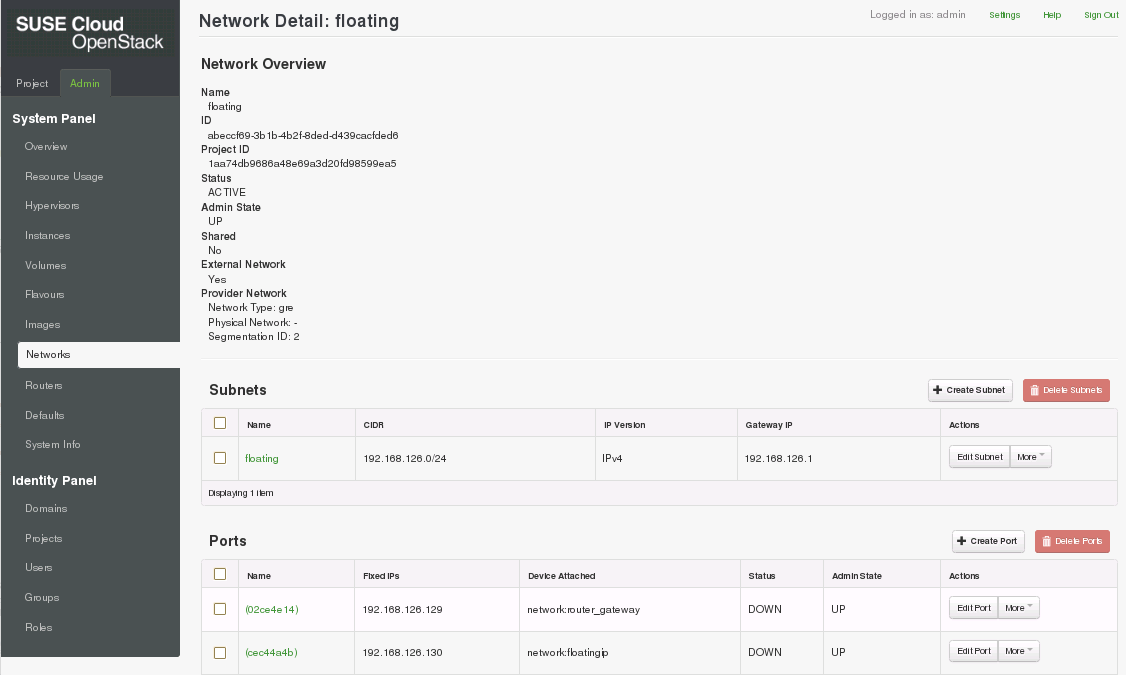 SUSE Cloud
OpenStack
Project Admin
System Panel
Overview
Resource Usage
Hypervisors
Instances
Volumes
Flavours
Images
Networks
Routers
Defaults
System Info
Identity Panel
Domains
Projects
Users
Groups
Roles
Network Detail: floating
Logged in as: admin Settings Help Sign Out
Network Overview
Name
floating
ID
abeccf69-3b1b-4b2f-8ded-d439cacfded6
Project ID
1aa74db9686a48e69a3d20fd98599ea5
Status
ACTIVE
Admin State
UP
Shared
No
External Network
Yes
Provider Network
Network Type: gre
Physical Network: -
Segmentation ID: 2
Subnets Create Subnet Delete Subnets
Name CIDR IP Version Gateway IP Actions
floating 192.168.126.0/24 IPv4 192.168.126.1 Edit Subnet More
Displaying 1 item
Ports Create Port Delete Ports
Name Fixed IPs Device Attached Status Admin State Actions
(02ce4e14) 192.168.126.129 network:router_gateway DOWN UP Edit Port More
(cec44a4b) 192.168.126.130 network:floatingip DOWN UP Edit Port More